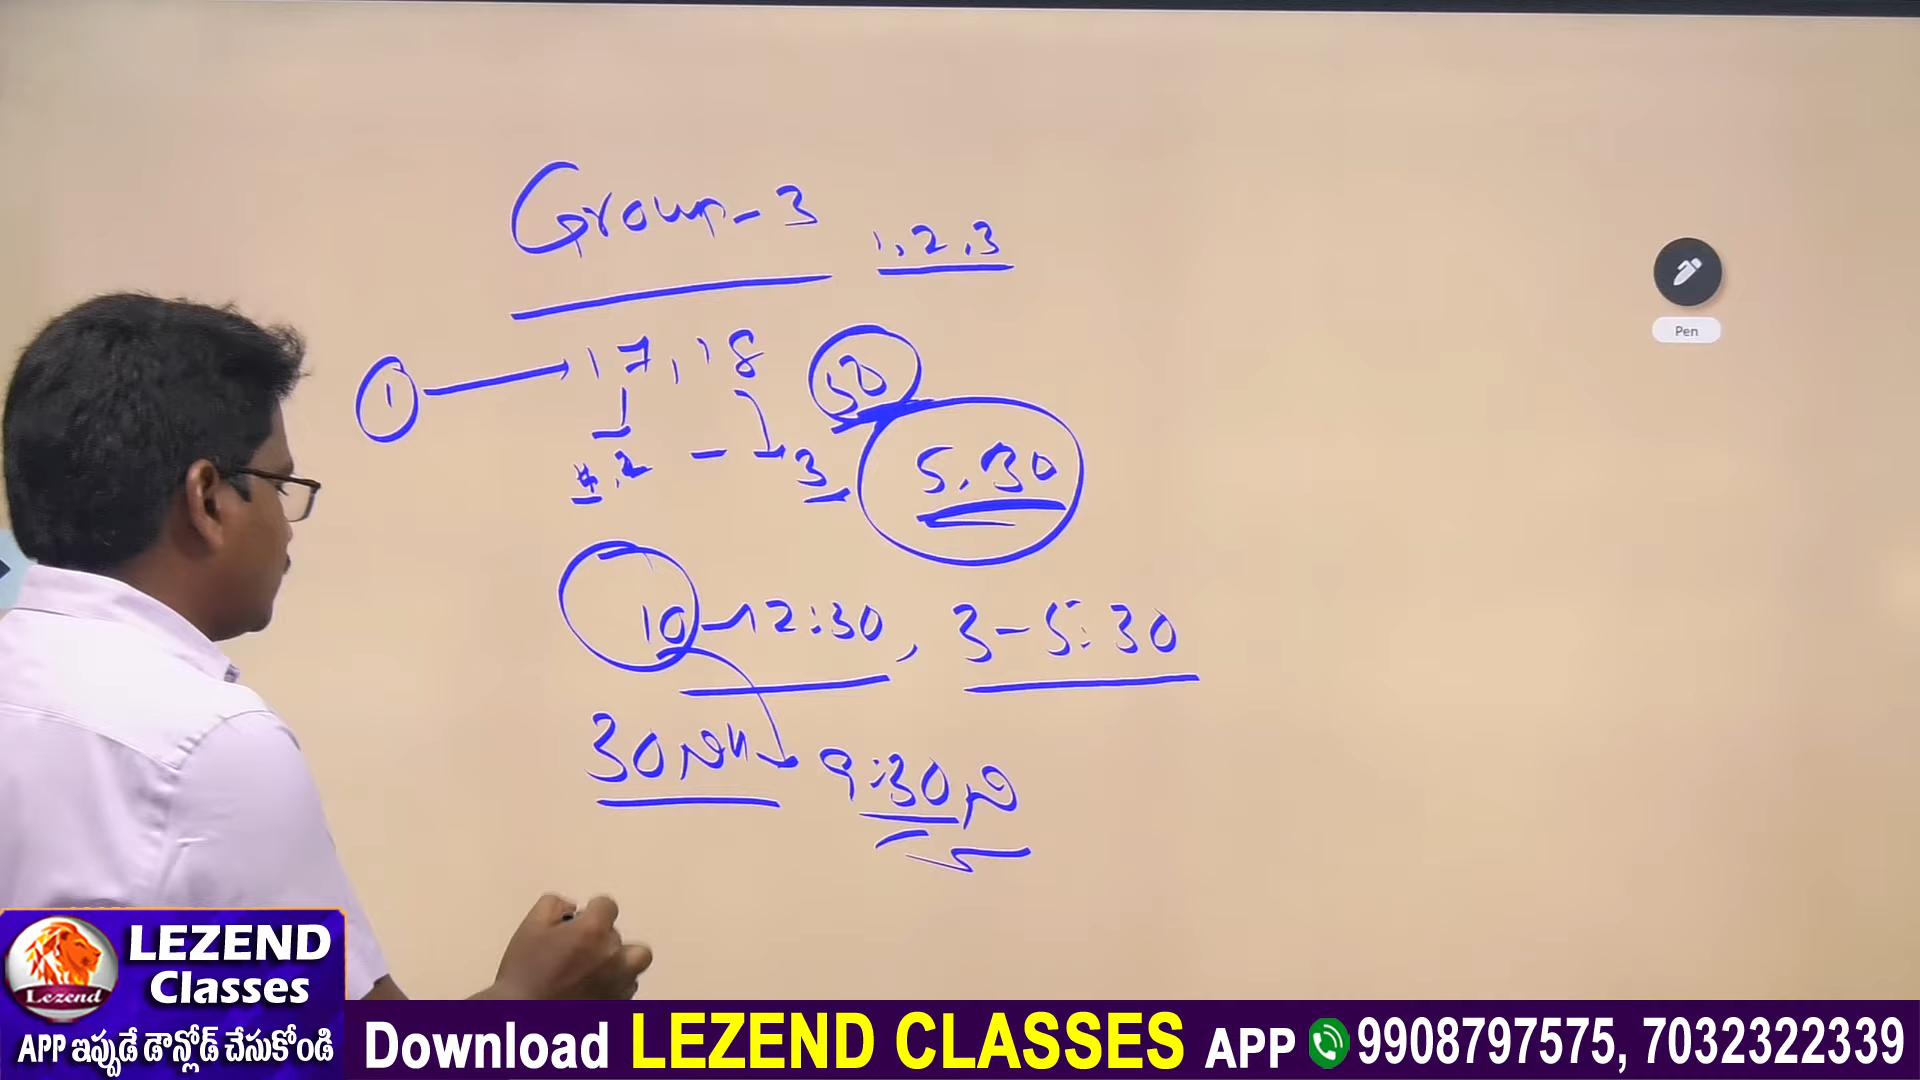 Group-3
1,2,3
1 17,18 50
1,2 - 3 5.30
10-12:30, 3-5:30
30 ని" 9:30 ని
Pen
LEZEND
Classes
Lezend
APP ఇప్పుడే డౌన్లోడ్ చేసుకోండి
Download LEZEND CLASSES APP 9908797575, 7032322339